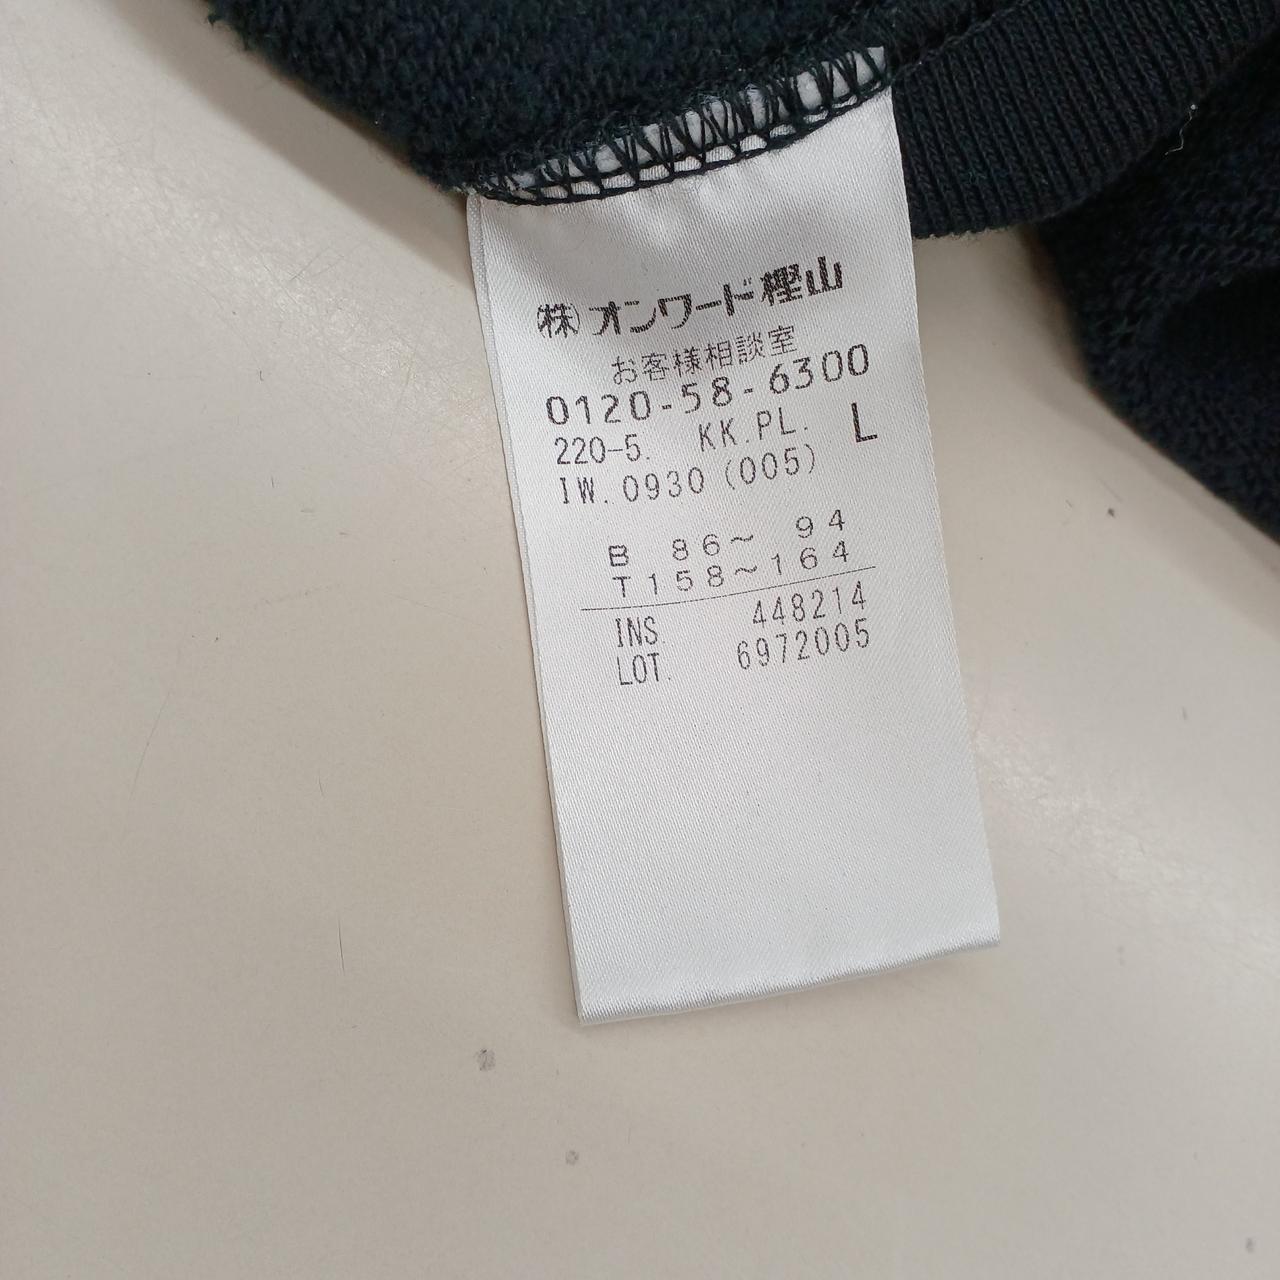 ㈱オンワード樫山
お客様相談室
0120-58-6300
220-5. KK.PL. L
IW.0930(005)
B 86〜 94
T158〜164
INS. 448214
LOT. 6972005